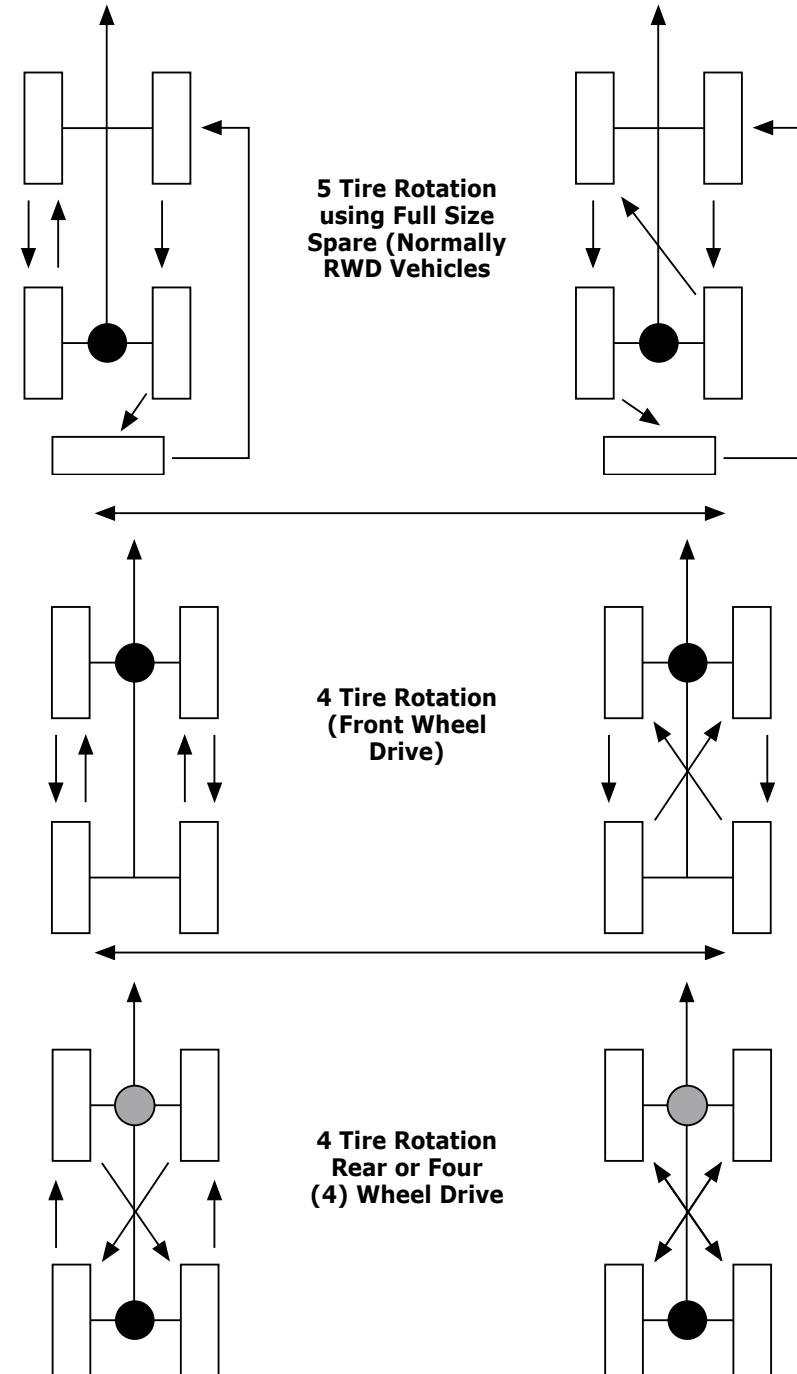 5 Tire Rotation
using Full Size
Spare (Normally
RWD Vehicles
4 Tire Rotation
(Front Wheel
Drive)
4 Tire Rotation
Rear or Four
(4) Wheel Drive